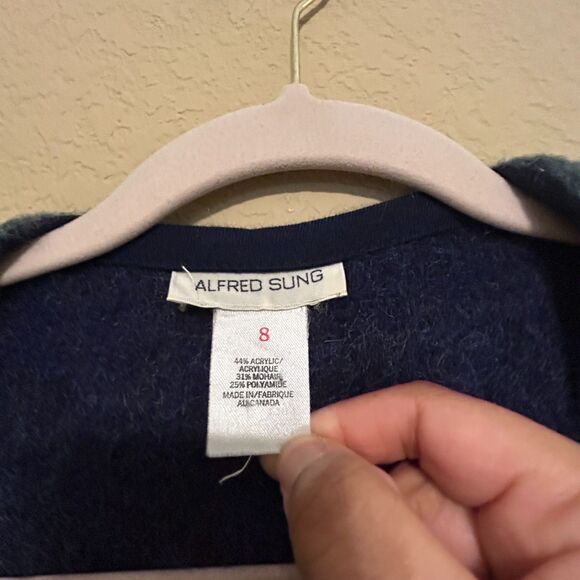 ALFRED SUNG
8
44% ACRYLIC/
ACRYLIQUE
31% MOHAIR
25% POLYAMIDE
MADE IN/FABRIQUE
AU CANADA